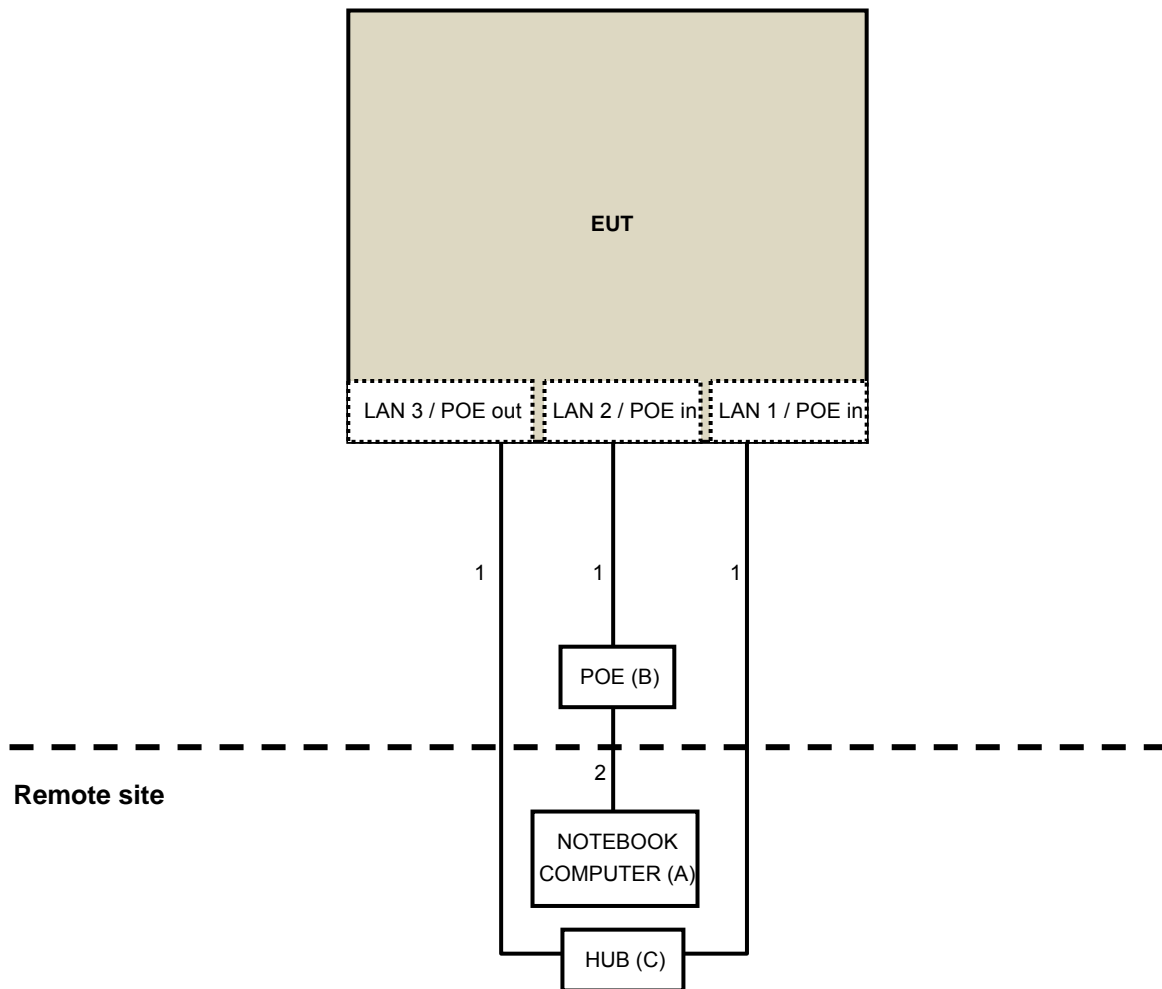 EUT
LAN 3 / POE out
LAN 2 / POE in
LAN 1 / POE in
1
1
1
POE (B)
2
Remote site
NOTEBOOK
COMPUTER (A)
HUB (C)